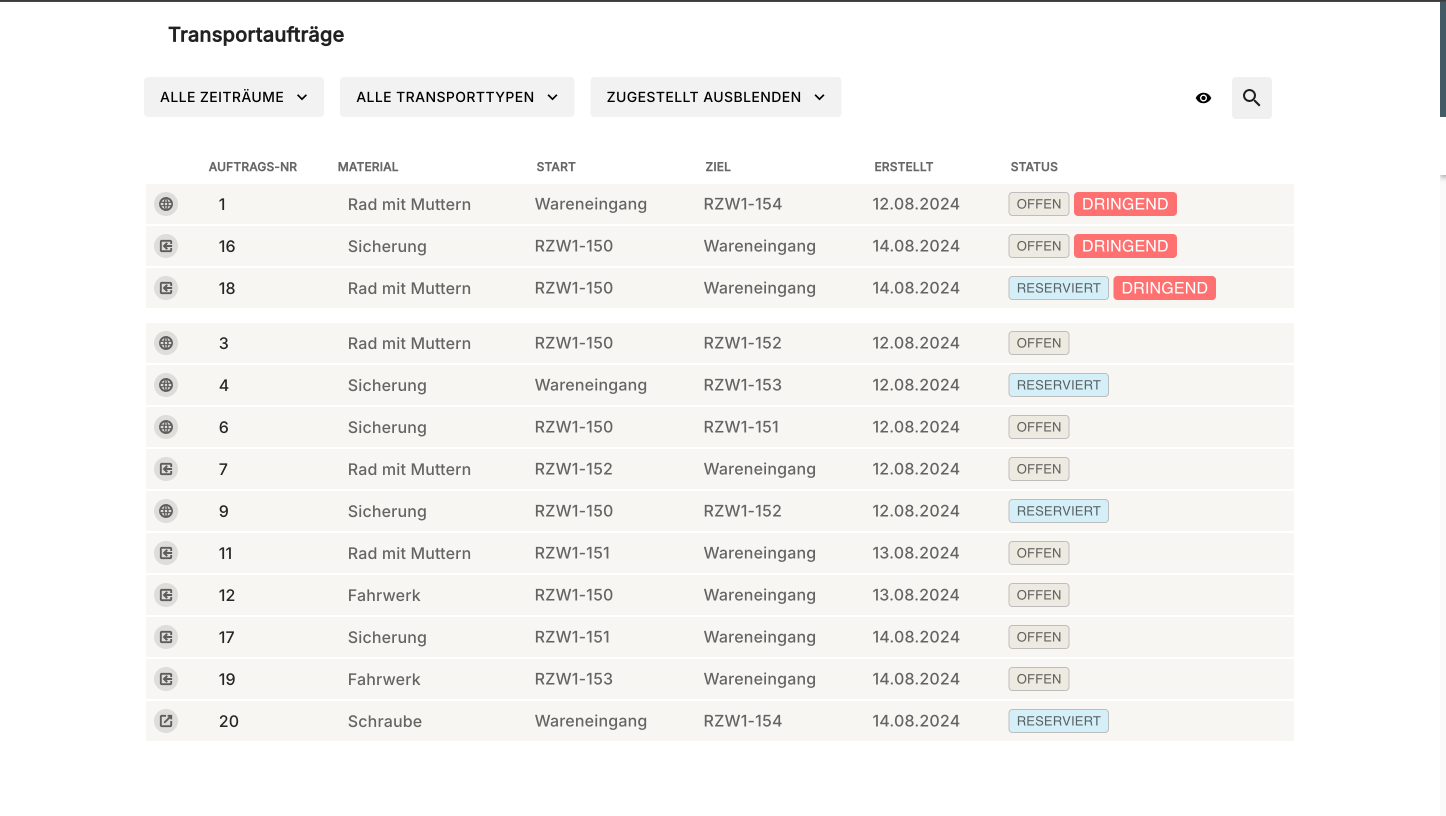 Transportaufträge
ALLE ZEITRÄUME ALLE TRANSPORTTYPEN ZUGESTELLT AUSBLENDEN
AUFTRAGS-NR MATERIAL START ZIEL ERSTELLT STATUS
1 Rad mit Muttern Wareneingang RZW1-154 12.08.2024 OFFEN DRINGEND
16 Sicherung RZW1-150 Wareneingang 14.08.2024 OFFEN DRINGEND
18 Rad mit Muttern RZW1-150 Wareneingang 14.08.2024 RESERVIERT DRINGEND
3 Rad mit Muttern RZW1-150 RZW1-152 12.08.2024 OFFEN
4 Sicherung Wareneingang RZW1-153 12.08.2024 RESERVIERT
6 Sicherung RZW1-150 RZW1-151 12.08.2024 OFFEN
7 Rad mit Muttern RZW1-152 Wareneingang 12.08.2024 OFFEN
9 Sicherung RZW1-150 RZW1-152 12.08.2024 RESERVIERT
11 Rad mit Muttern RZW1-151 Wareneingang 13.08.2024 OFFEN
12 Fahrwerk RZW1-150 Wareneingang 13.08.2024 OFFEN
17 Sicherung RZW1-151 Wareneingang 14.08.2024 OFFEN
19 Fahrwerk RZW1-153 Wareneingang 14.08.2024 OFFEN
20 Schraube Wareneingang RZW1-154 14.08.2024 RESERVIERT